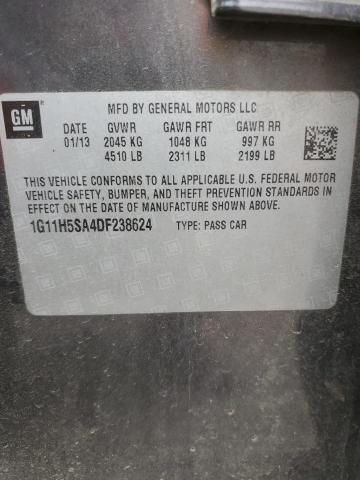 GM
MFD BY GENERAL MOTORS LLC
DATE GVWR GAWR FRT GAWR RR
01/13 2045 KG 1048 KG 997 KG
4510 LB 2311 LB 2199 LB
THIS VEHICLE CONFORMS TO ALL APPLICABLE U.S. FEDERAL MOTOR
VEHICLE SAFETY, BUMPER, AND THEFT PREVENTION STANDARDS IN
EFFECT ON THE DATE OF MANUFACTURE SHOWN ABOVE.
1G11H5SA4DF238624 TYPE: PASS CAR